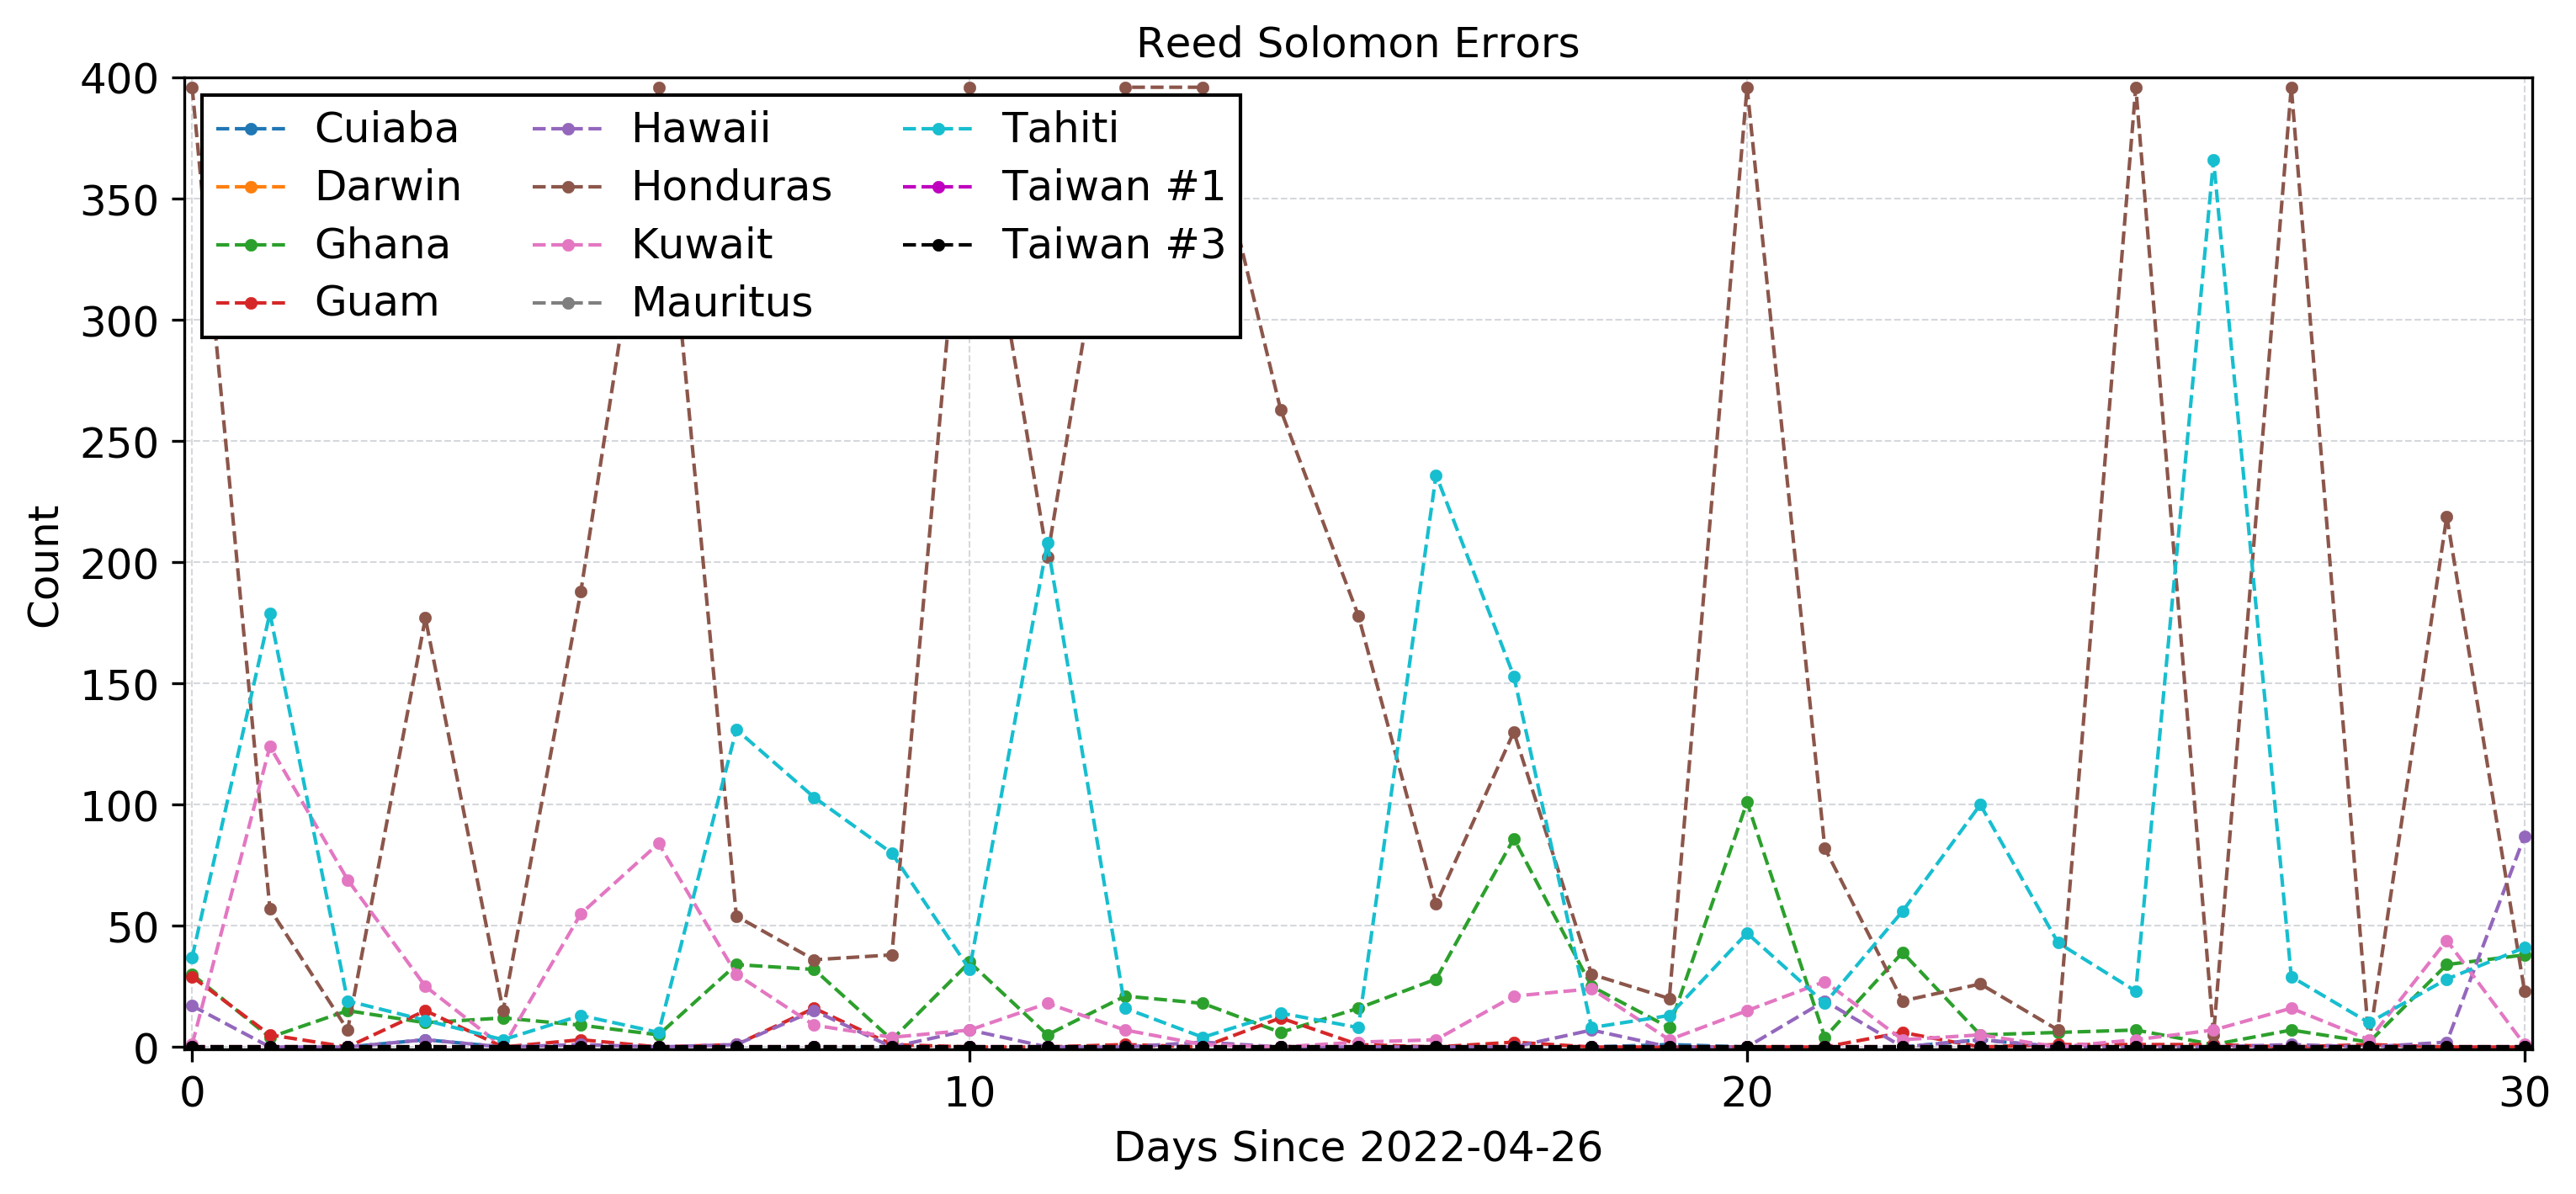 Reed Solomon Errors
400
350
300
250
200
150
100
50
0
Count
Cuiaba
Darwin
Ghana
Guam
Hawaii
Honduras
Kuwait
Mauritus
Tahiti
Taiwan #1
Taiwan #3
0 10 20 30
Days Since 2022-04-26